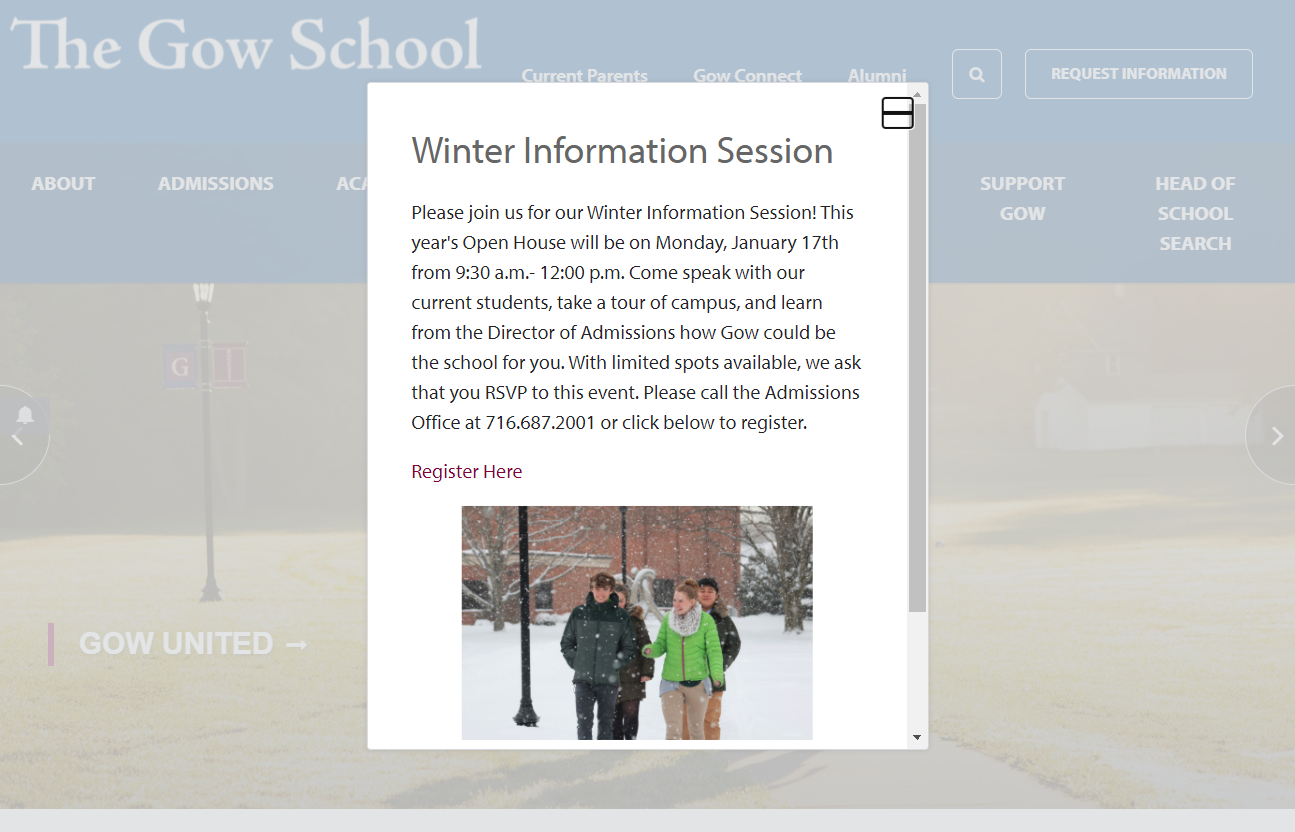 The Gow School
Current Parents
Gow Connect
Alumni
REQUEST INFORMATION
ABOUT
ADMISSIONS
SUPPORT
GOW
HEAD OF
SCHOOL
SEARCH
Winter Information Session
Please join us for our Winter Information Session! This
year's Open House will be on Monday, January 17th
from 9:30 a.m.- 12:00 p.m. Come speak with our
current students, take a tour of campus, and learn
from the Director of Admissions how Gow could be
the school for you. With limited spots available, we ask
that you RSVP to this event. Please call the Admissions
Office at 716.687.2001 or click below to register.
Register Here
G
GOW UNITED →